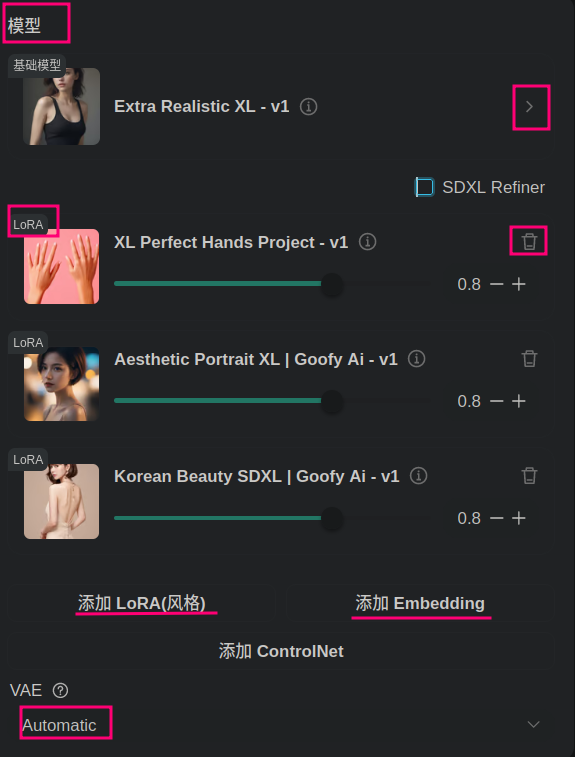 模型
基础模型
Extra Realistic XL - v1
SDXL Refiner
LoRA
XL Perfect Hands Project - v1
0.8
LoRA
Aesthetic Portrait XL | Goofy Ai - v1
0.8
LoRA
Korean Beauty SDXL | Goofy Ai - v1
0.8
添加 LoRA(风格) 添加 Embedding
添加 ControlNet
VAE
Automatic